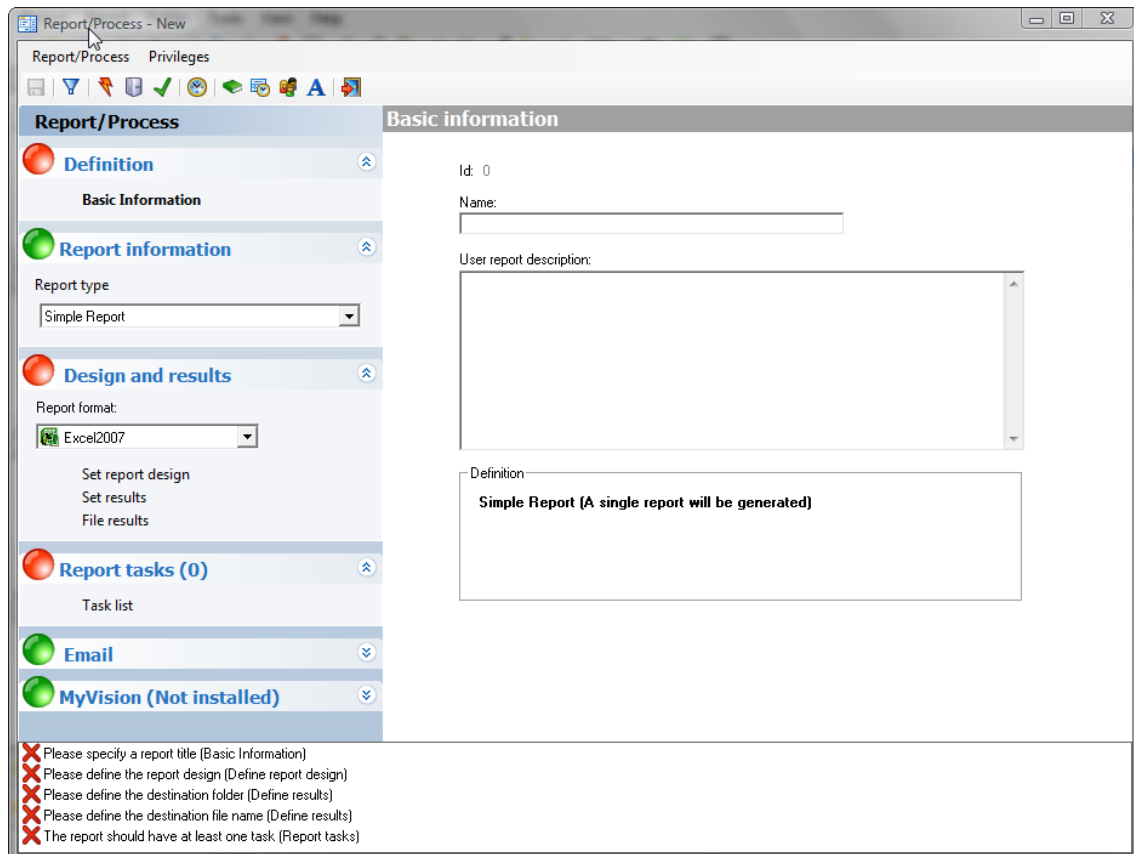 Report/Process - New
Report/Process Privileges
A
Report/Process
Basic information
Definition
Basic Information
Report information
Report type
Simple Report
Design and results
Report format:
Excel2007
Set report design
Set results
File results
Report tasks (0)
Task list
Email
MyVision (Not installed)
Id: 0
Name:
User report description:
Definition
Simple Report (A single report will be generated)
Please specify a report title (Basic Information)
Please define the report design (Define report design)
Please define the destination folder (Define results)
Please define the destination file name (Define results)
The report should have at least one task (Report tasks)